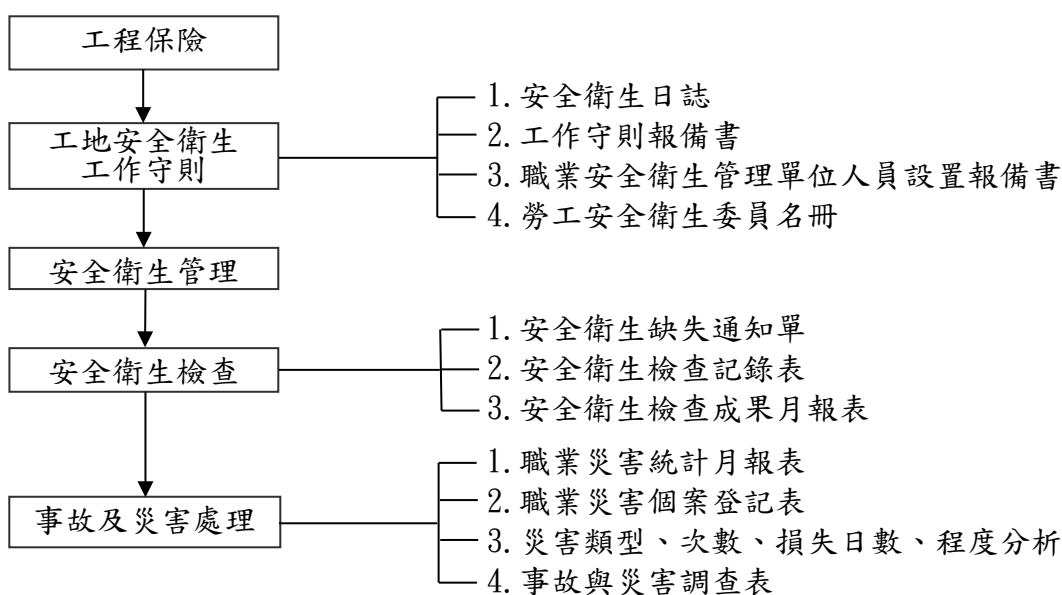 工程保險
工地安全衛生
工作守則
1.安全衛生日誌
2.工作守則報備書
3.職業安全衛生管理單位人員設置報備書
4.勞工安全衛生委員名冊
安全衛生管理
安全衛生檢查
1.安全衛生缺失通知單
2.安全衛生檢查記錄表
3.安全衛生檢查成果月報表
事故及災害處理
1.職業災害統計月報表
2.職業災害個案登記表
3.災害類型、次數、損失日數、程度分析
4.事故與災害調查表